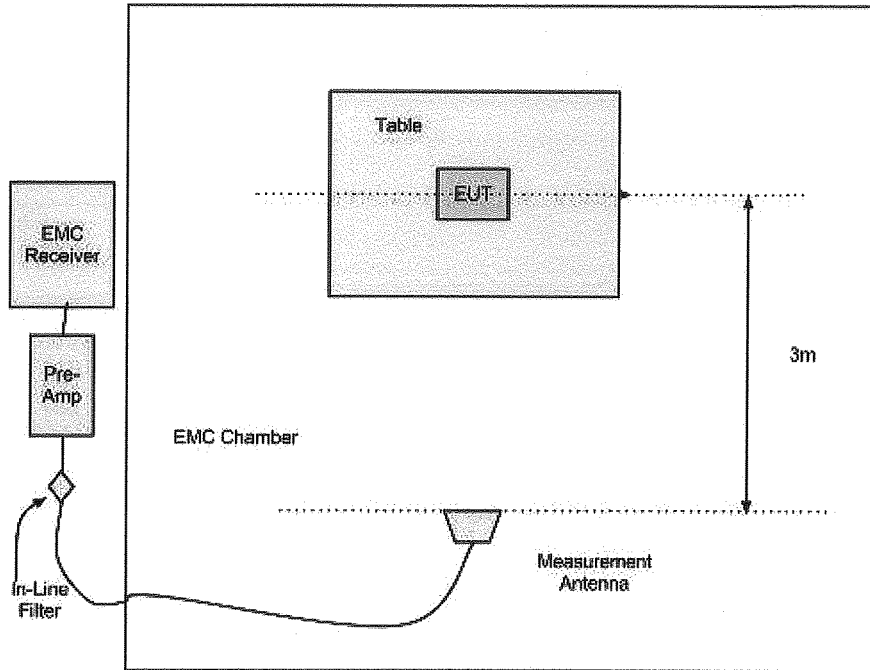 Table
EUT
EMC
Receiver
Pre-
Amp
3m
EMC Chamber
In-Line
Filter
Measurement
Antenna